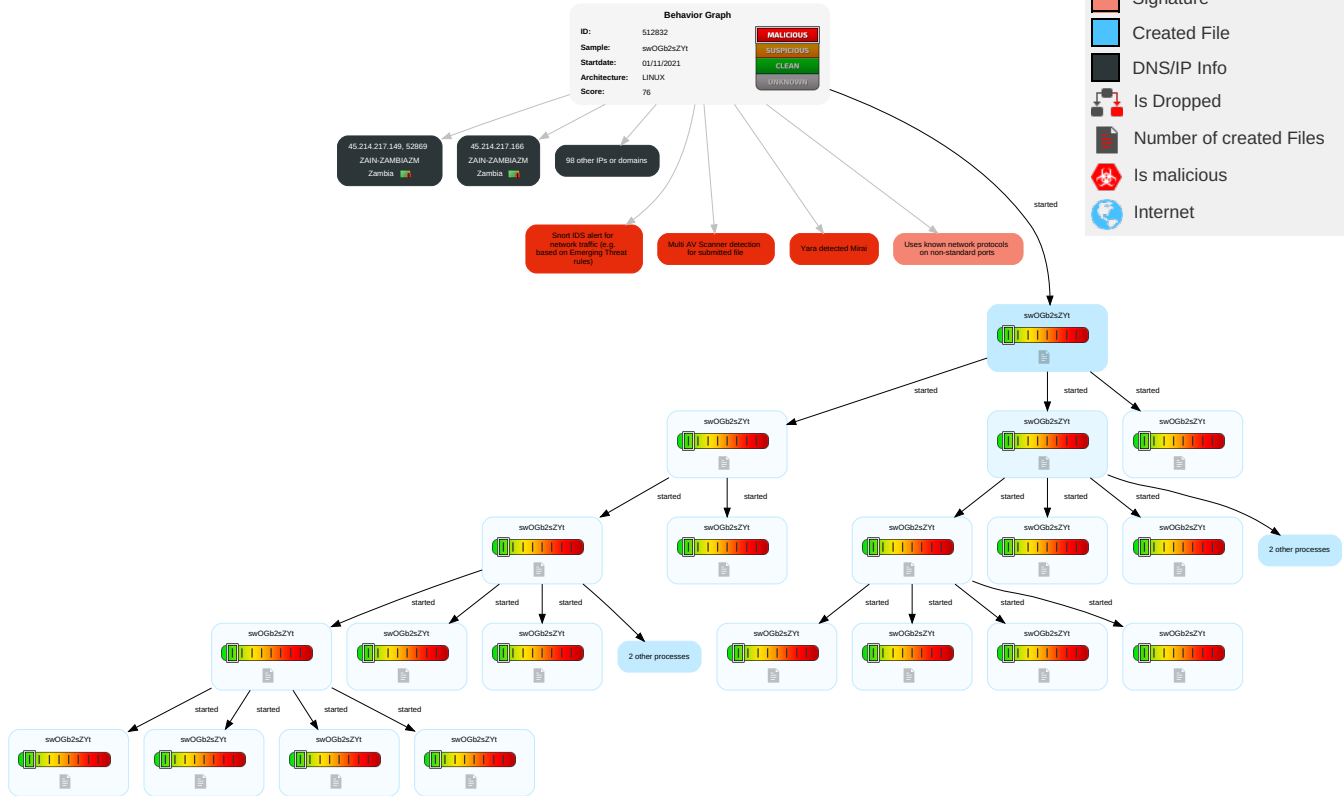 Behavior Graph
ID: 512832
Sample: swOGb2sZYt
Startdate: 01/11/2021
Architecture: LINUX
Score: 76
MALICIOUS
SUSPICIOUS
CLEAN
UNKNOWN
Signature
Created File
DNS/IP Info
Is Dropped
Number of created Files
Is malicious
Internet
45.214.217.149, 52869
ZAIN-ZAMBIAZM
Zambia
45.214.217.166
ZAIN-ZAMBIAZM
Zambia
98 other IPs or domains
started
Snort IDS alert for
network traffic (e.g.
based on Emerging Threat
rules)
Multi AV Scanner detection
for submitted file
Yara detected Mirai
Uses known network protocols
on non-standard ports
swOGb2sZYt
started
started
started
swOGb2sZYt
swOGb2sZYt
swOGb2sZYt
started
started
started
started
started
swOGb2sZYt
swOGb2sZYt
swOGb2sZYt
swOGb2sZYt
swOGb2sZYt
2 other processes
started
started
started
started
started
started
started
swOGb2sZYt
swOGb2sZYt
swOGb2sZYt
2 other processes
swOGb2sZYt
swOGb2sZYt
swOGb2sZYt
swOGb2sZYt
started
started
started
started
swOGb2sZYt
swOGb2sZYt
swOGb2sZYt
swOGb2sZYt